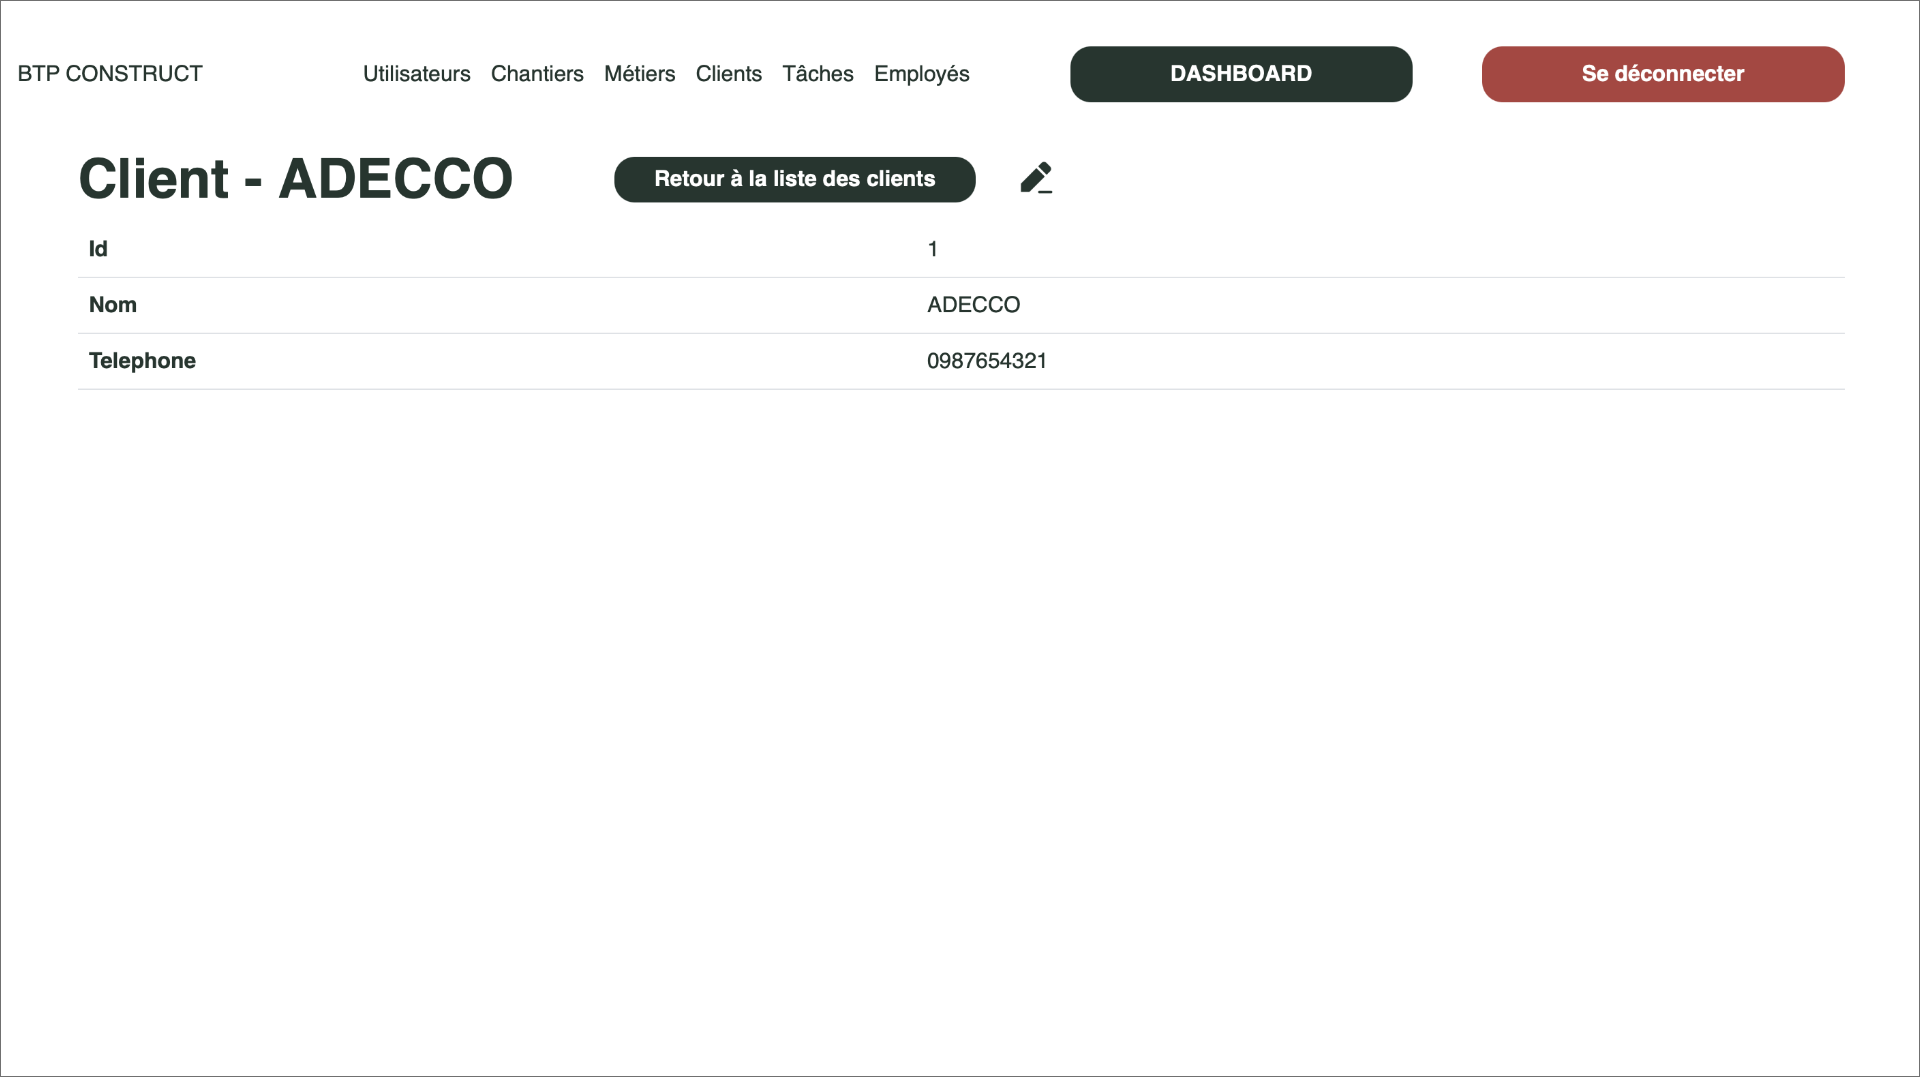 BTP CONSTRUCT Utilisateurs Chantiers Métiers Clients Tâches Employés DASHBOARD Se déconnecter
Client - ADECCO Retour à la liste des clients
Id 1
Nom ADECCO
Telephone 0987654321